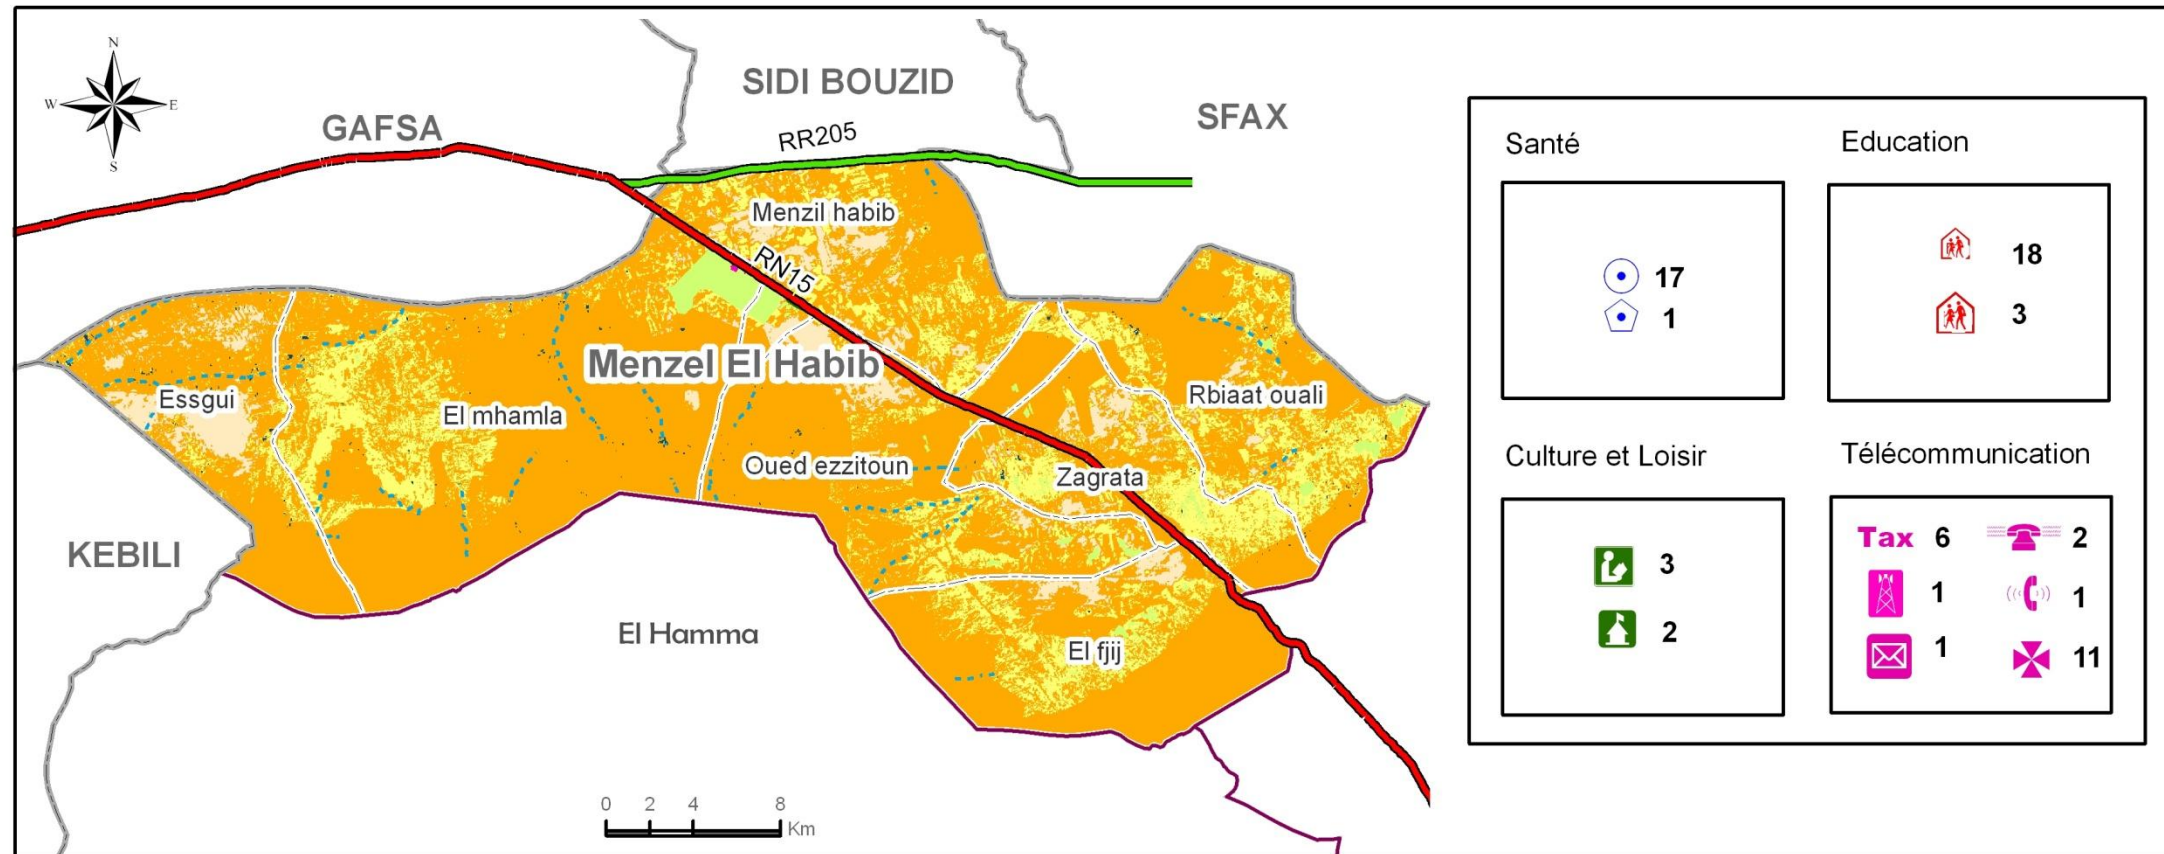 N
W
E
S
GAFSA
SIDI BOUZID
SFAX
RR205
Menzil habib
RN15
Menzel El Habib
Essgui
El mhamla
Rbiaat ouali
Oued ezzitoun
Zagrata
KEBILI
El Hamma
El fjij
0 2 4 8
Km
Santé
17
1
Education
18
3
Culture et Loisir
3
2
Télécommunication
Tax 6 2
1 1
1 11